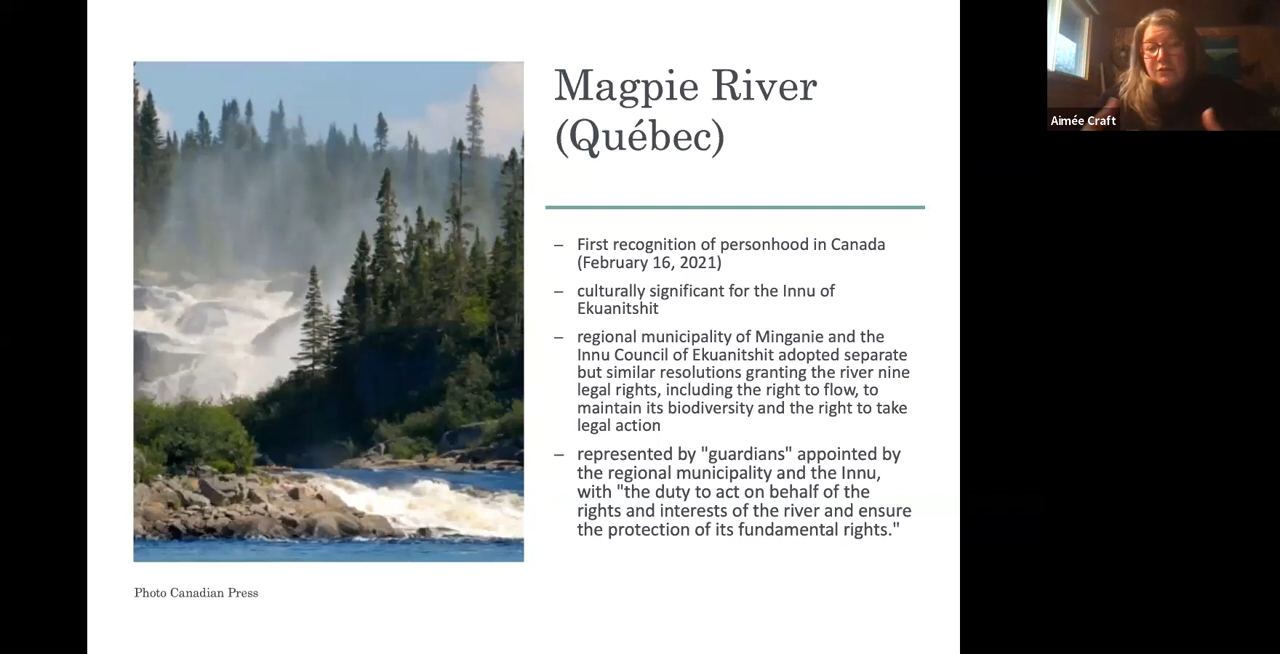 Magpie River
(Québec)
– First recognition of personhood in Canada
(February 16, 2021)
– culturally significant for the Innu of
Ekuanitshit
– regional municipality of Minganie and the
Innu Council of Ekuanitshit adopted separate
but similar resolutions granting the river nine
legal rights, including the right to flow, to
maintain its biodiversity and the right to take
legal action
– represented by "guardians" appointed by
the regional municipality and the Innu,
with "the duty to act on behalf of the
rights and interests of the river and ensure
the protection of its fundamental rights."
Photo Canadian Press
Aimée Craft